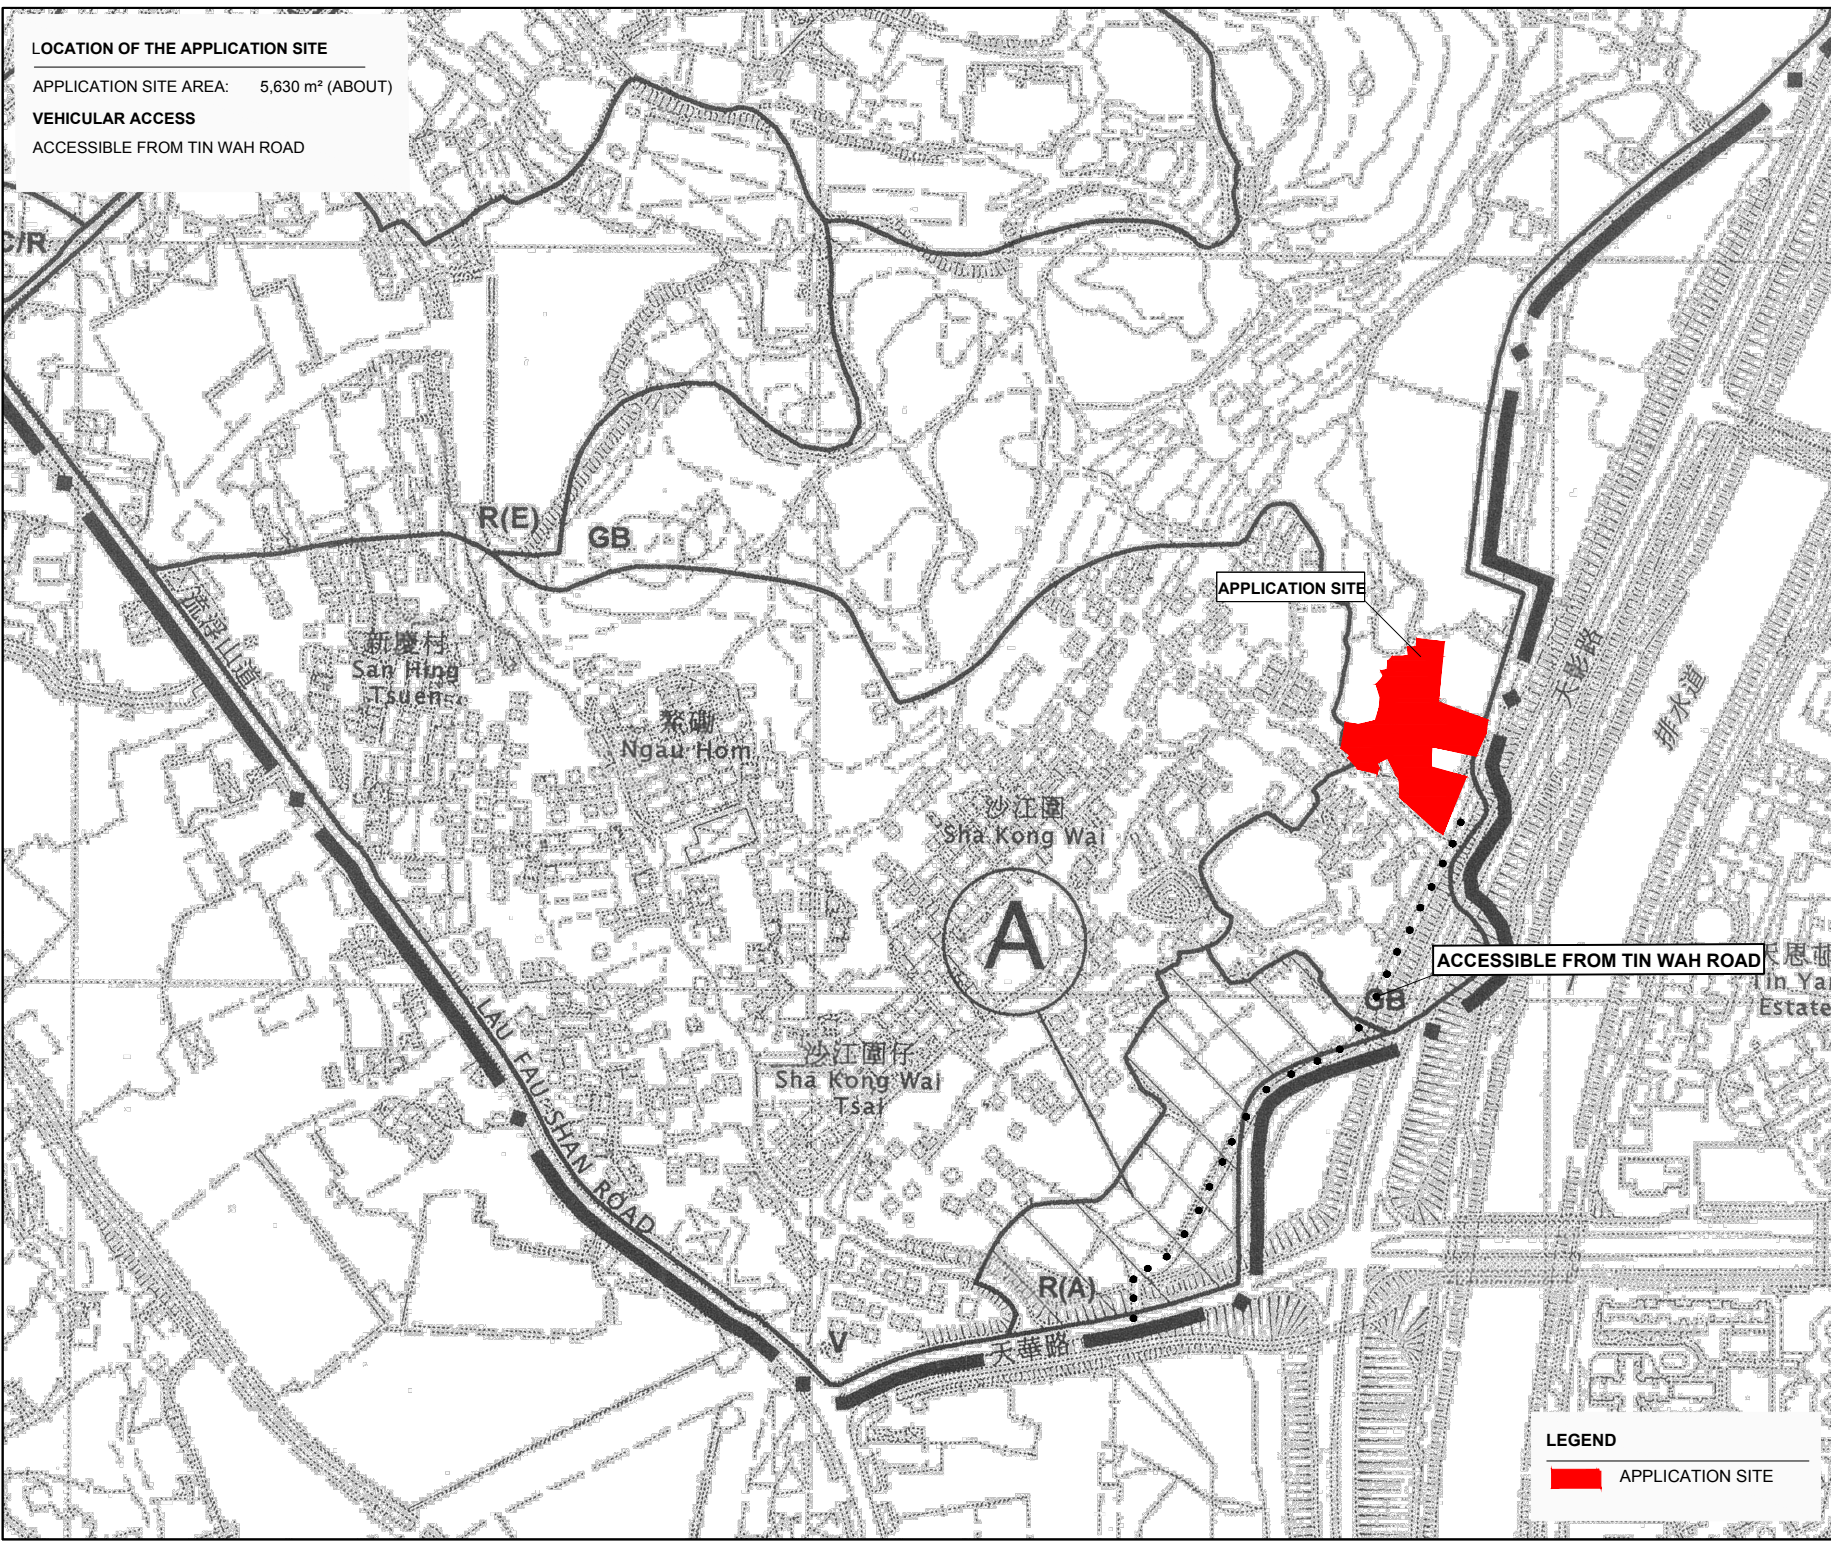 LOCATION OF THE APPLICATION SITE
APPLICATION SITE AREA: 5,630 m² (ABOUT)
VEHICULAR ACCESS
ACCESSIBLE FROM TIN WAH ROAD
C/R
R(E)
GB
APPLICATION SITE
流浮山道
新慶村
San Hing
Tsuen
Ngau Hom
天影路
排水道
沙江圍
Sha Kong Wai
A
ACCESSIBLE FROM TIN WAH ROAD
天恩邨
Tin Ya
Estate
GB
沙江圍仔
Sha Kong Wai
Tsai
LAU FAU SHAN ROAD
R(A)
V
天華路
LEGEND
APPLICATION SITE